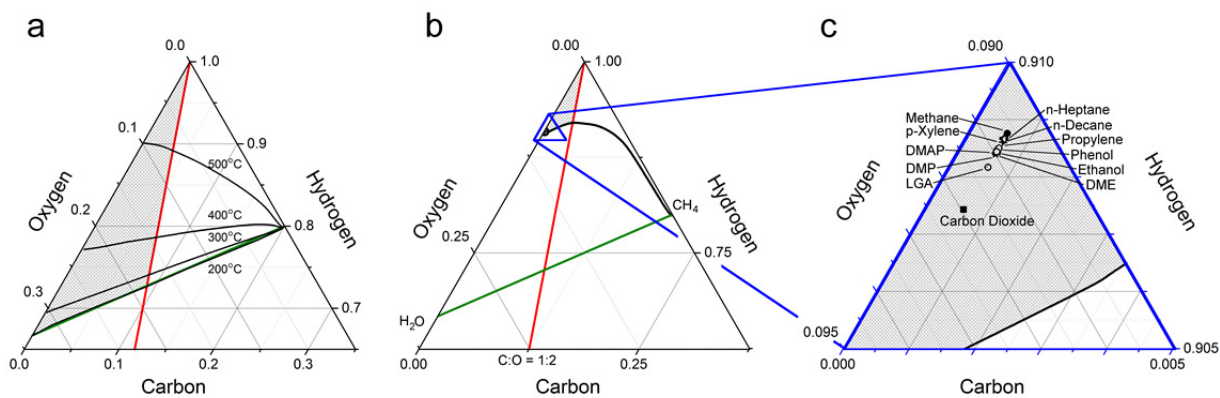 a
0.0
1.0
0.1
0.9
500°C
Oxygen
Hydrogen
0.2
400°C
0.8
300°C
200°C
0.3
0.7
0.0
0.1
0.2
0.3
Carbon
b
0.00
1.00
Oxygen
Hydrogen
CH₄
0.25
0.75
H₂O
0.00
C:O = 1:2
0.25
Carbon
c
0.090
0.910
Methane
n-Heptane
p-Xylene
n-Decane
Propylene
DMAP
Phenol
DMP
Ethanol
LGA
DME
Oxygen
Hydrogen
Carbon Dioxide
0.095
0.905
0.000
0.005
Carbon